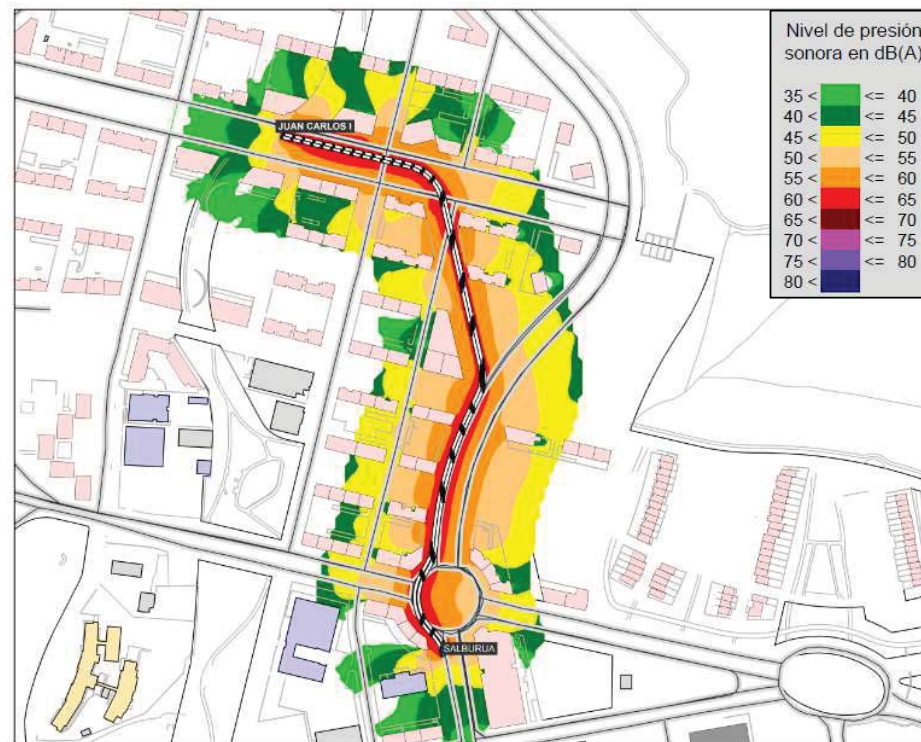 Nivel de presión
sonora en dB(A)
35 < <= 40
40 < <= 45
45 < <= 50
50 < <= 55
55 < <= 60
60 < <= 65
65 < <= 70
70 < <= 75
75 < <= 80
80 <
JUAN CARLOS I
SALBURUA